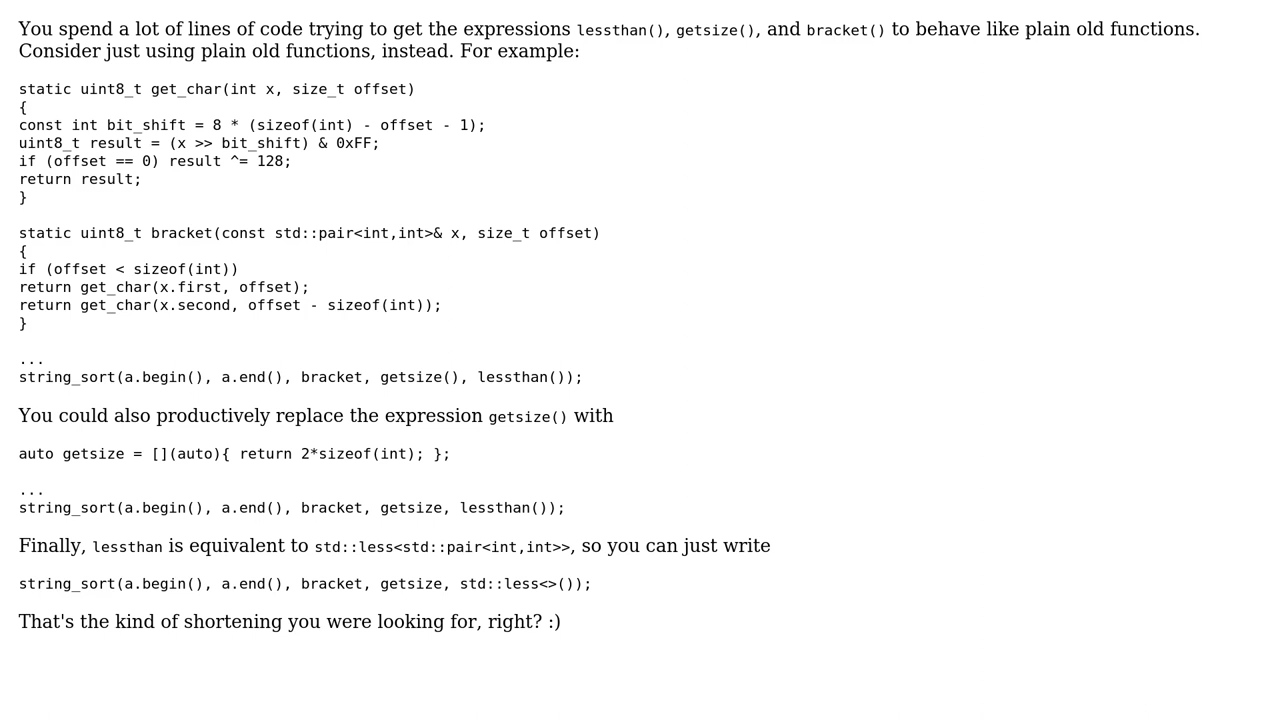 You spend a lot of lines of code trying to get the expressions lessthan(), getsize(), and bracket() to behave like plain old functions.
Consider just using plain old functions, instead. For example:
static uint8_t get_char(int x, size_t offset)
{
const int bit_shift = 8 * (sizeof(int) - offset - 1);
uint8_t result = (x >> bit_shift) & 0xFF;
if (offset == 0) result ^= 128;
return result;
}
static uint8_t bracket(const std::pair<int,int>& x, size_t offset)
{
if (offset < sizeof(int))
return get_char(x.first, offset);
return get_char(x.second, offset - sizeof(int));
}
...
string_sort(a.begin(), a.end(), bracket, getsize(), lessthan());
You could also productively replace the expression getsize() with
auto getsize = [](auto){ return 2*sizeof(int); };
...
string_sort(a.begin(), a.end(), bracket, getsize, lessthan());
Finally, lessthan is equivalent to std::less<std::pair<int,int>>, so you can just write
string_sort(a.begin(), a.end(), bracket, getsize, std::less<>());
That's the kind of shortening you were looking for, right? :)